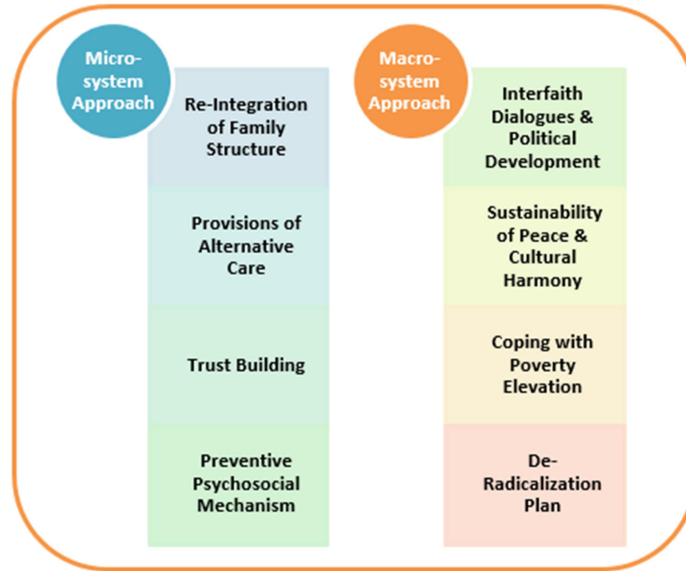 Micro-
system
Approach
Re-Integration
of Family
Structure
Provisions of
Alternative
Care
Trust Building
Preventive
Psychosocial
Mechanism
Macro-
system
Approach
Interfaith
Dialogues &
Political
Development
Sustainability
of Peace &
Cultural
Harmony
Coping with
Poverty
Elevation
De-
Radicalization
Plan